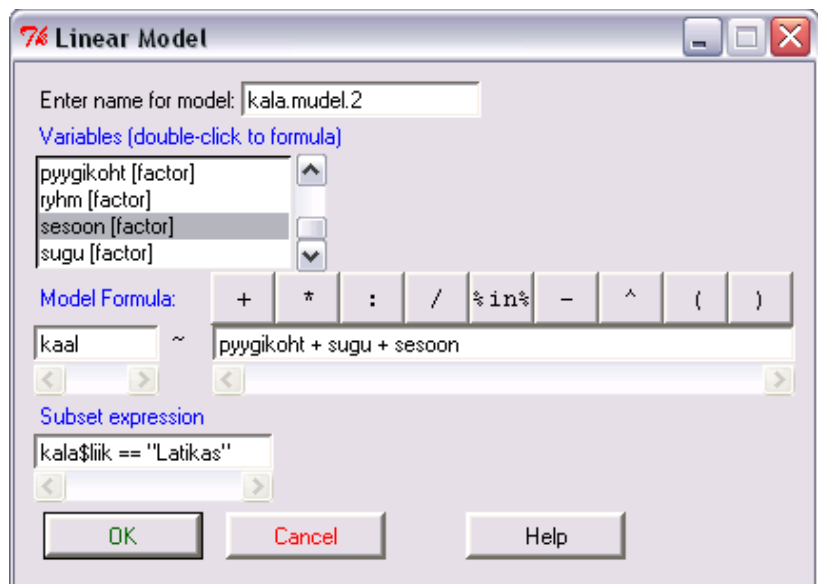 Linear Model
Enter name for model: kala.mudel.2
Variables (double-click to formula)
pyygikoht [factor]
ryhm [factor]
sesoon [factor]
sugu [factor]
Model Formula: + * : / %in% - ^ ( )
kaal ~ pyygikoht + sugu + sesoon
Subset expression
kala$liik == "Latikas"
OK Cancel Help